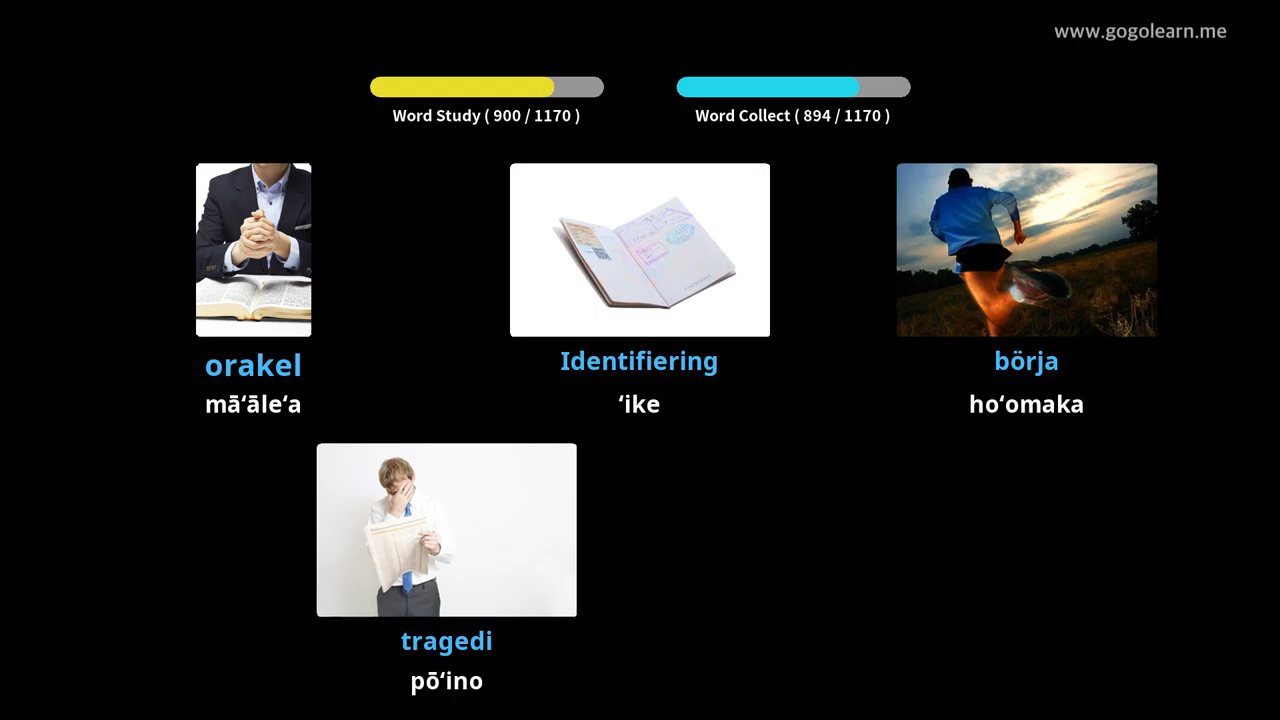 www.gogolearn.me
Word Study ( 900 / 1170 )
Word Collect ( 894 / 1170 )
orakel
māʻāleʻa
Identifiering
ʻike
börja
hoʻomaka
tragedi
pōʻino